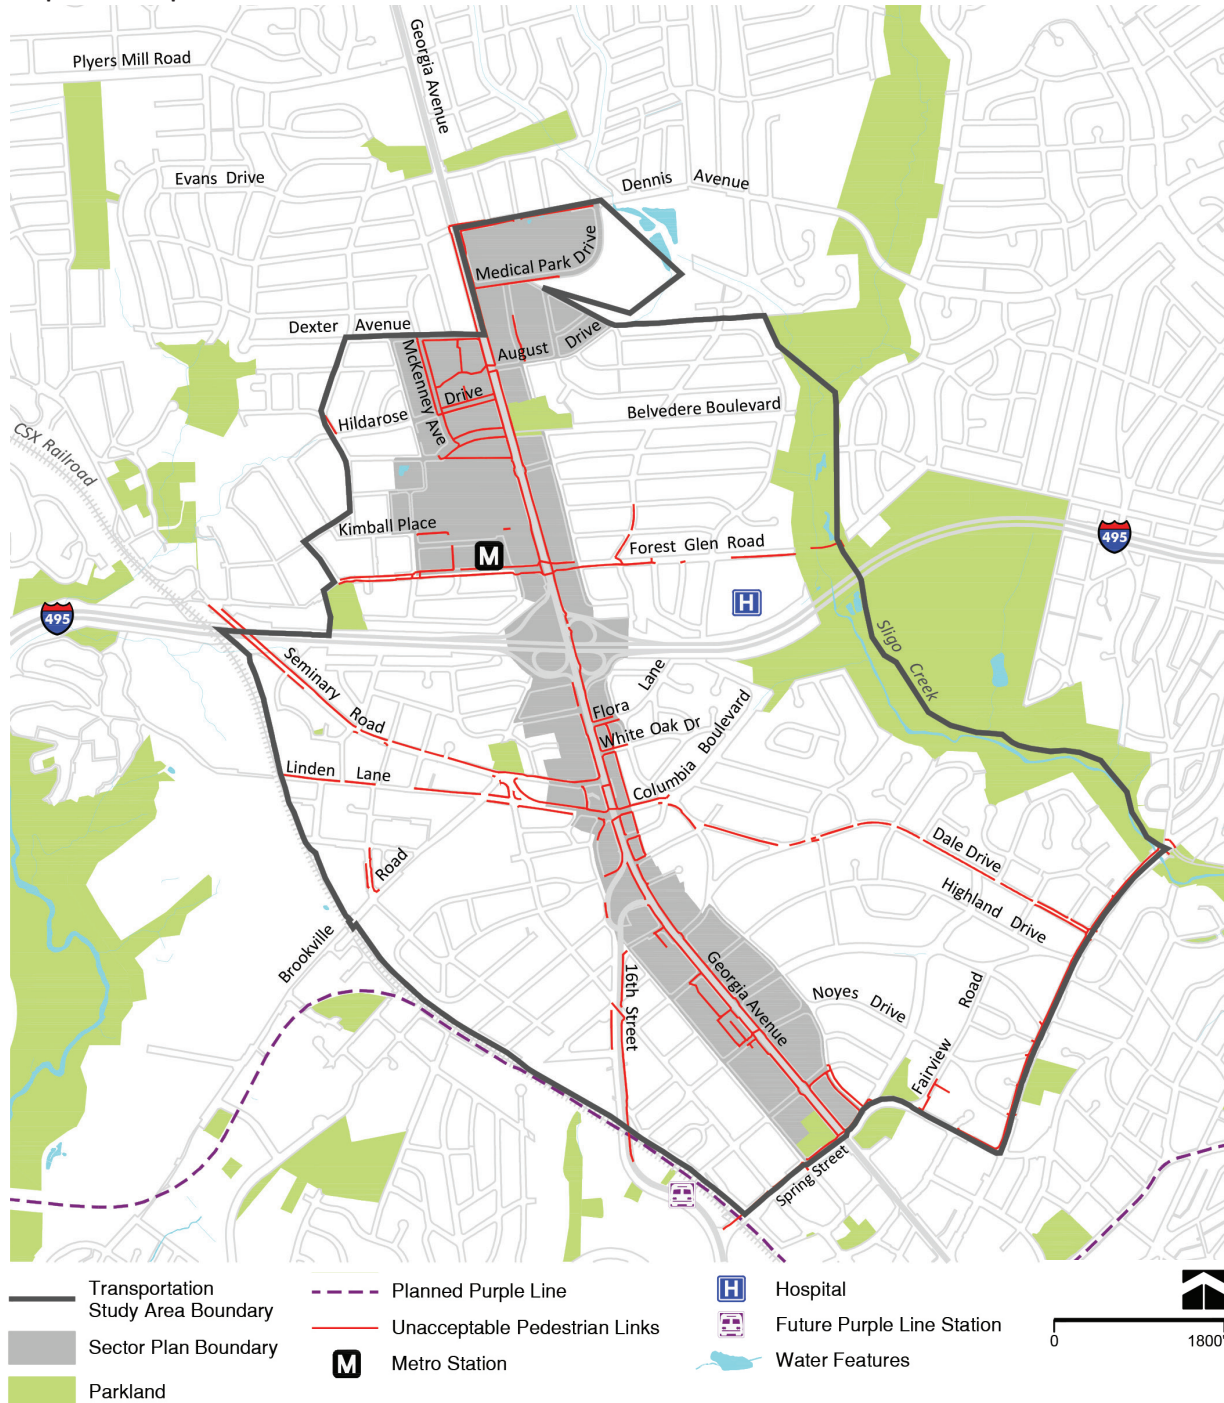 Plyers Mill Road
Georgia Avenue
Evans Drive
Dennis Avenue
Medical Park Drive
Dexter Avenue
August Drive
McKenney Ave
Hildarose Drive
Belvedere Boulevard
CSX Railroad
Kimball Place
M
Forest Glen Road
495
H
495
Sligo Creek
Seminary Road
Flora Lane
White Oak Dr
Columbia Boulevard
Linden Lane
Dale Drive
Highland Drive
Brookville Road
16th Street
Georgia Avenue
Noyes Drive
Fairview Road
Spring Street
Transportation
Study Area Boundary
Sector Plan Boundary
Parkland
Planned Purple Line
Unacceptable Pedestrian Links
M Metro Station
H Hospital
Future Purple Line Station
Water Features
0 1800'